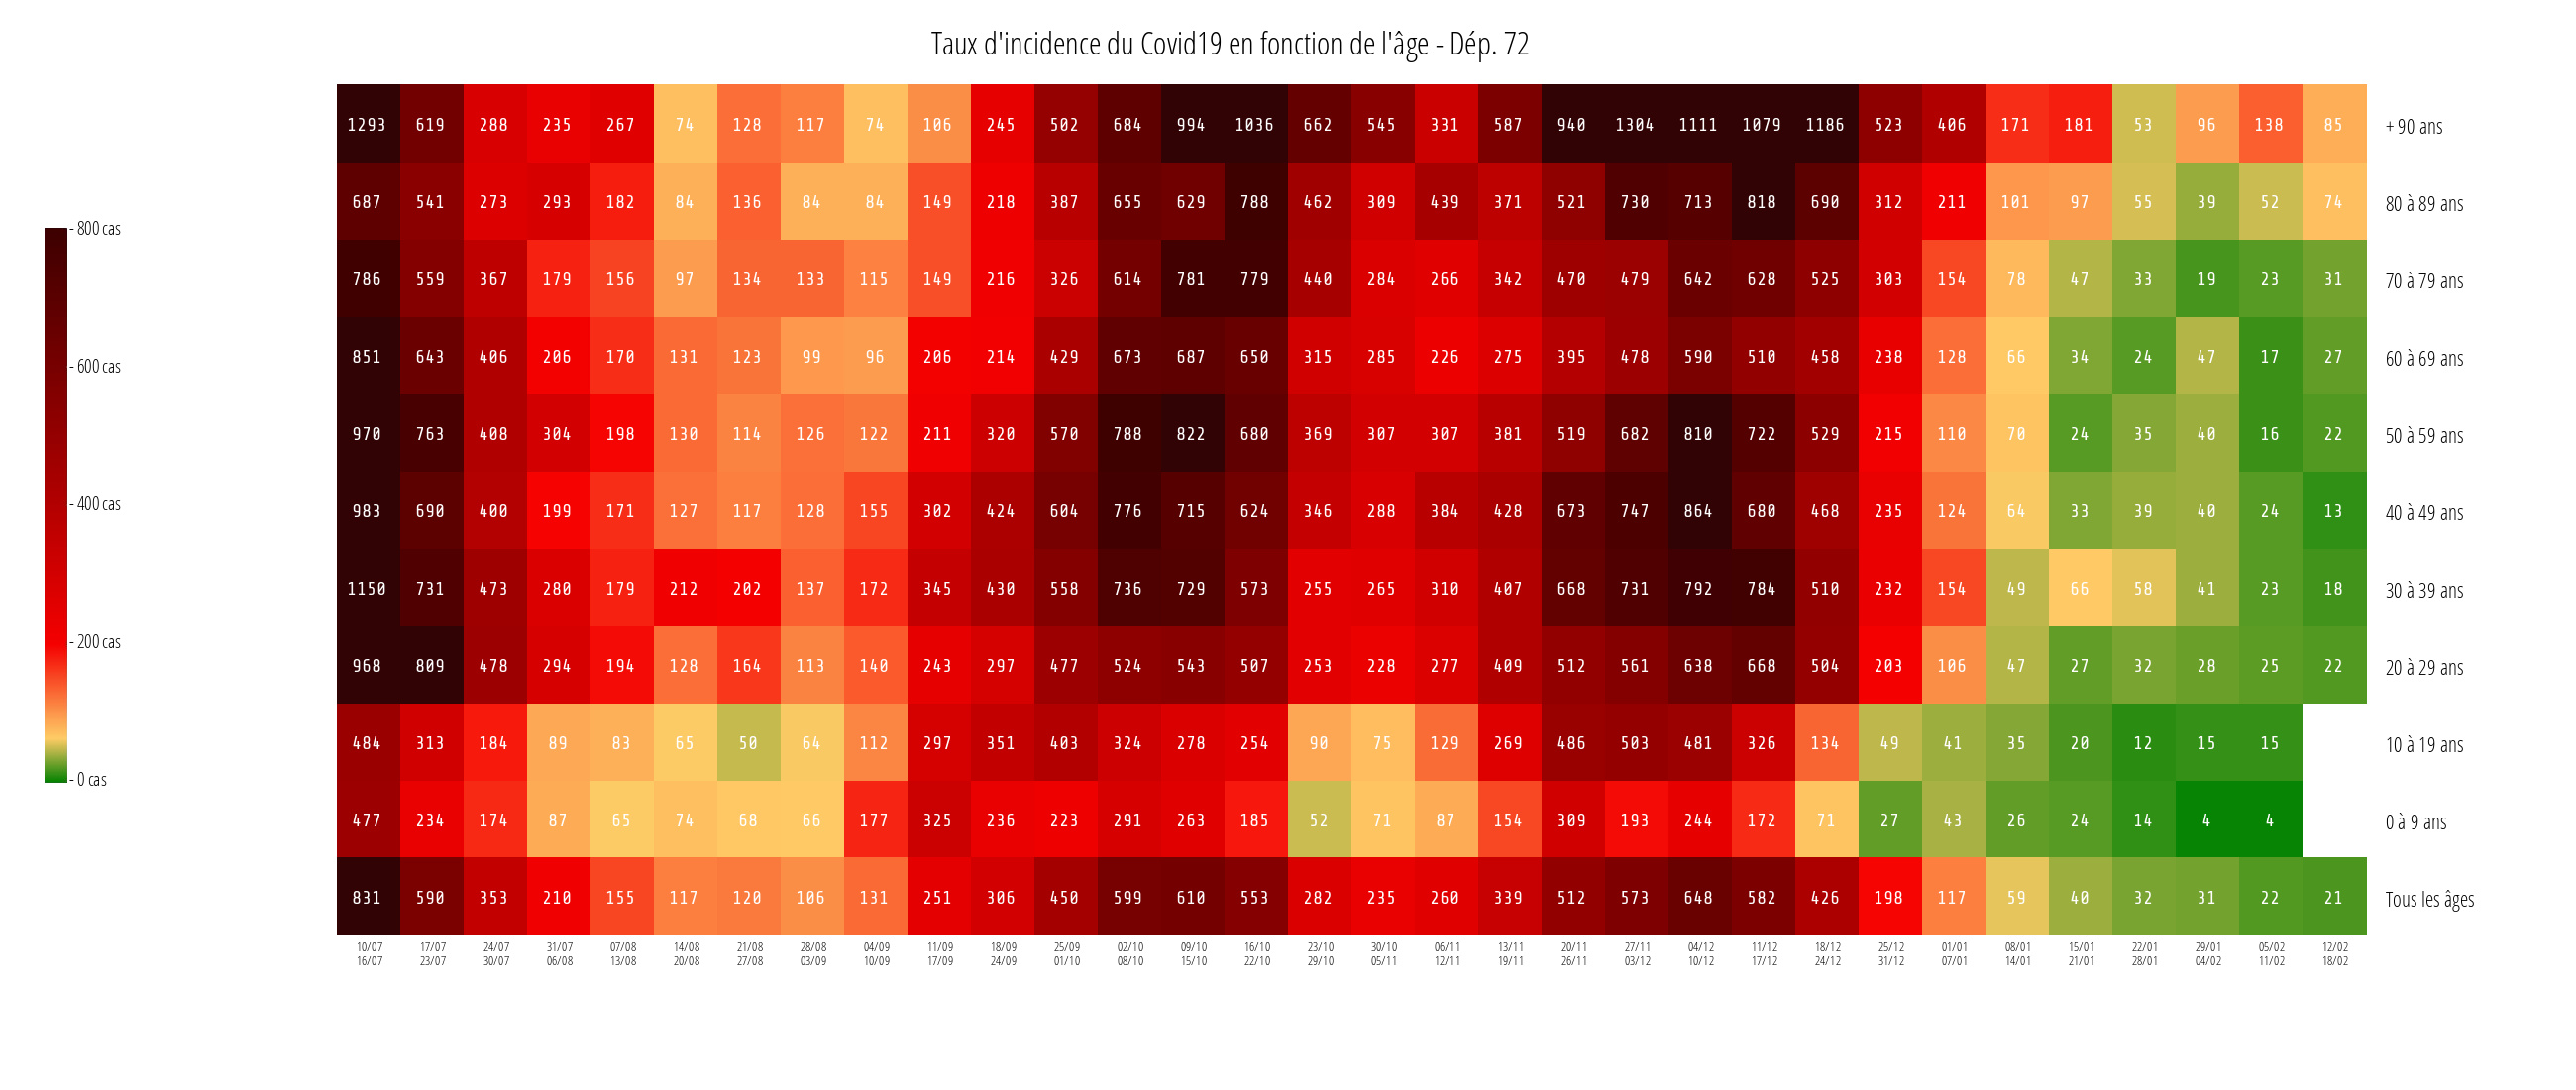 Taux d'incidence du Covid19 en fonction de l'âge - Dép. 72
- 800 cas
- 600 cas
- 400 cas
- 200 cas
- 0 cas
1293 619 288 235 267 74 128 117 74 106 245 502 684 994 1036 662 545 331 587 940 1304 1111 1079 1186 523 406 171 181 53 96 138 85 + 90 ans
687 541 273 293 182 84 136 84 84 149 218 387 655 629 788 462 309 439 371 521 730 713 818 690 312 211 101 97 55 39 52 74 80 à 89 ans
786 559 367 179 156 97 134 133 115 149 216 326 614 781 779 440 284 266 342 470 479 642 628 525 303 154 78 47 33 19 23 31 70 à 79 ans
851 643 406 206 170 131 123 99 96 206 214 429 673 687 650 315 285 226 275 395 478 590 510 458 238 128 66 34 24 47 17 27 60 à 69 ans
970 763 408 304 198 130 114 126 122 211 320 570 788 822 680 369 307 307 381 519 682 810 722 529 215 110 70 24 35 40 16 22 50 à 59 ans
983 690 400 199 171 127 117 128 155 302 424 604 776 715 624 346 288 384 428 673 747 864 680 468 235 124 64 33 39 40 24 13 40 à 49 ans
1150 731 473 280 179 212 202 137 172 345 430 558 736 729 573 255 265 310 407 668 731 792 784 510 232 154 49 66 58 41 23 18 30 à 39 ans
968 809 478 294 194 128 164 113 140 243 297 477 524 543 507 253 228 277 409 512 561 638 668 504 203 106 47 27 32 28 25 22 20 à 29 ans
484 313 184 89 83 65 50 64 112 297 351 403 324 278 254 90 75 129 269 486 503 481 326 134 49 41 35 20 12 15 15 10 à 19 ans
477 234 174 87 65 74 68 66 177 325 236 223 291 263 185 52 71 87 154 309 193 244 172 71 27 43 26 24 14 4 4 0 à 9 ans
831 590 353 210 155 117 120 106 131 251 306 450 599 610 553 282 235 260 339 512 573 648 582 426 198 117 59 40 32 31 22 21 Tous les âges
10/07 17/07 24/07 31/07 07/08 14/08 21/08 28/08 04/09 11/09 18/09 25/09 02/10 09/10 16/10 23/10 30/10 06/11 13/11 20/11 27/11 04/12 11/12 18/12 25/12 01/01 08/01 15/01 22/01 29/01 05/02 12/02
16/07 23/07 30/07 06/08 13/08 20/08 27/08 03/09 10/09 17/09 24/09 01/10 08/10 15/10 22/10 29/10 05/11 12/11 19/11 26/11 03/12 10/12 17/12 24/12 31/12 07/01 14/01 21/01 28/01 04/02 11/02 18/02